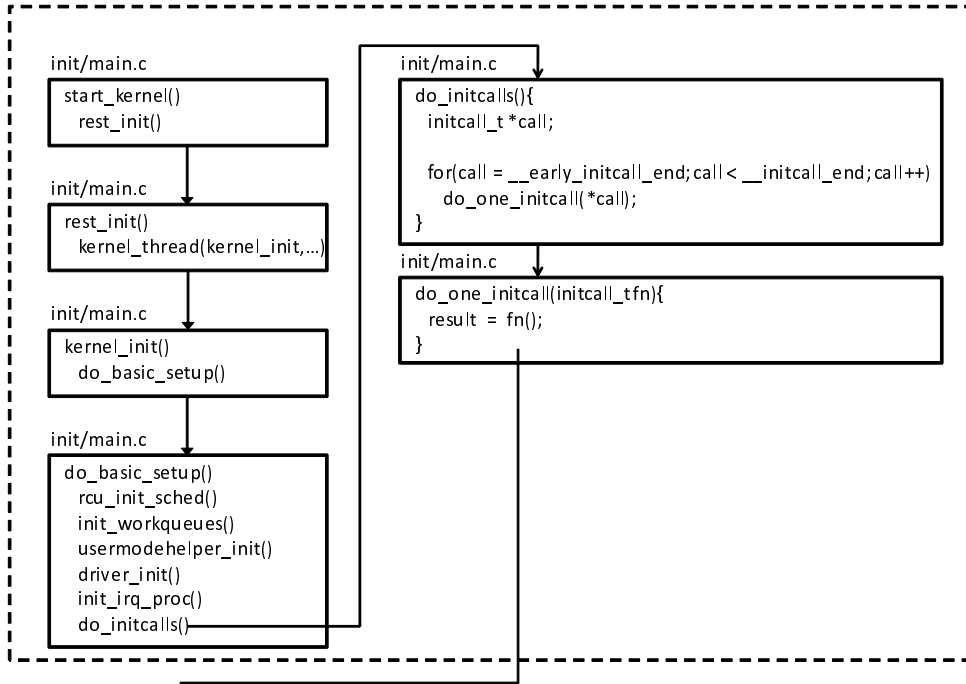 init/main.c
start_kernel()
rest_init()
init/main.c
rest_init()
kernel_thread(kernel_init,...)
init/main.c
kernel_init()
do_basic_setup()
init/main.c
do_basic_setup()
rcu_init_sched()
init_workqueues()
usermodehelper_init()
driver_init()
init_irq_proc()
do_initcalls()
init/main.c
do_initcalls(){
initcall_t *call;
for(call = __early_initcall_end; call < __initcall_end; call++)
do_one_initcall(*call);
}
init/main.c
do_one_initcall(initcall_tfn){
result = fn();
}